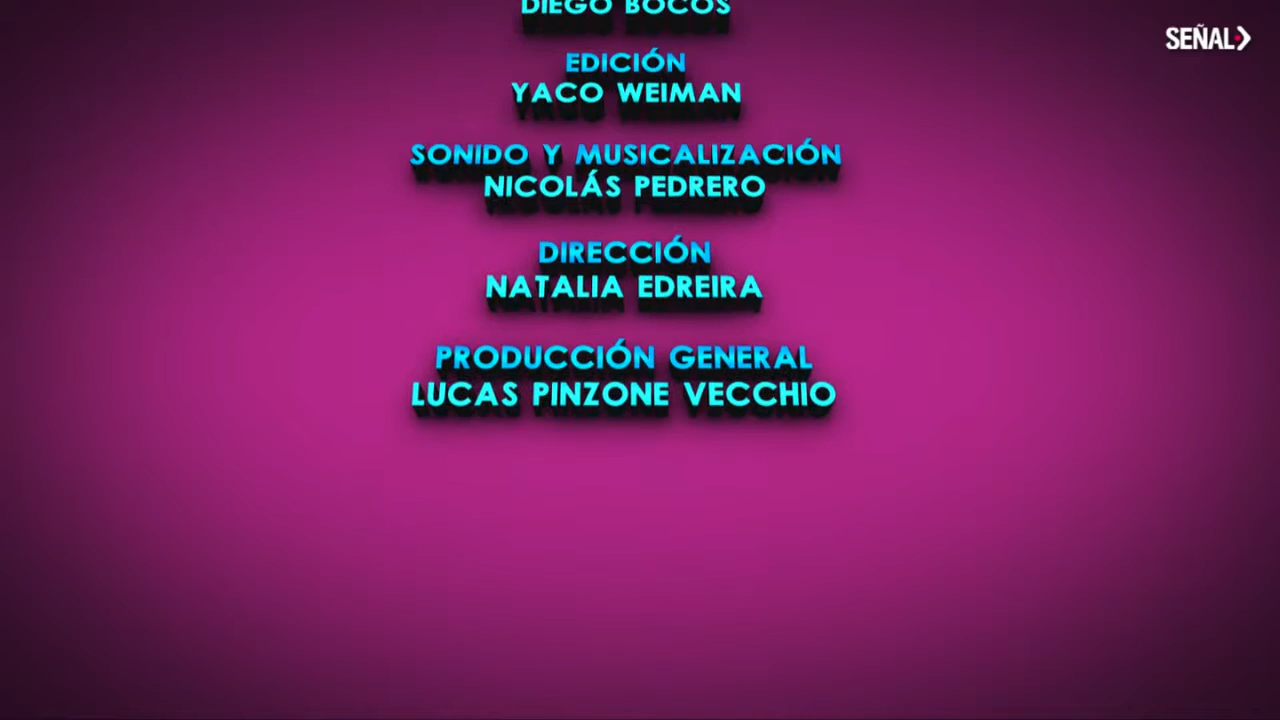 DIEGO BOCOS
SEÑAL
EDICIÓN
YACO WEIMAN
SONIDO Y MUSICALIZACIÓN
NICOLÁS PEDRERO
DIRECCIÓN
NATALIA EDREIRA
PRODUCCIÓN GENERAL
LUCAS PINZONE VECCHIO